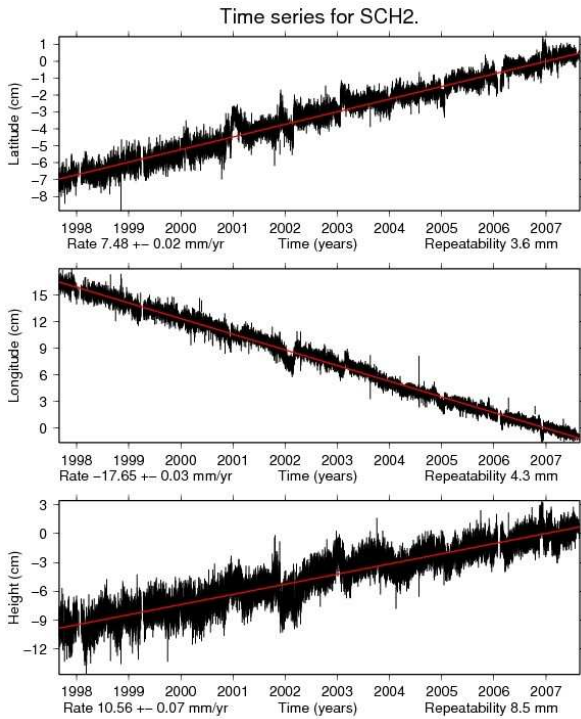 Time series for SCH2.
1
0
−1
−2
−3
−4
−5
−6
−7
−8
Latitude (cm)
1998 1999 2000 2001 2002 2003 2004 2005 2006 2007
Rate 7.48 +− 0.02 mm/yr Time (years) Repeatability 3.6 mm
15
12
9
6
3
0
Longitude (cm)
1998 1999 2000 2001 2002 2003 2004 2005 2006 2007
Rate −17.65 +− 0.03 mm/yr Time (years) Repeatability 4.3 mm
3
0
−3
−6
−9
−12
Height (cm)
1998 1999 2000 2001 2002 2003 2004 2005 2006 2007
Rate 10.56 +− 0.07 mm/yr Time (years) Repeatability 8.5 mm